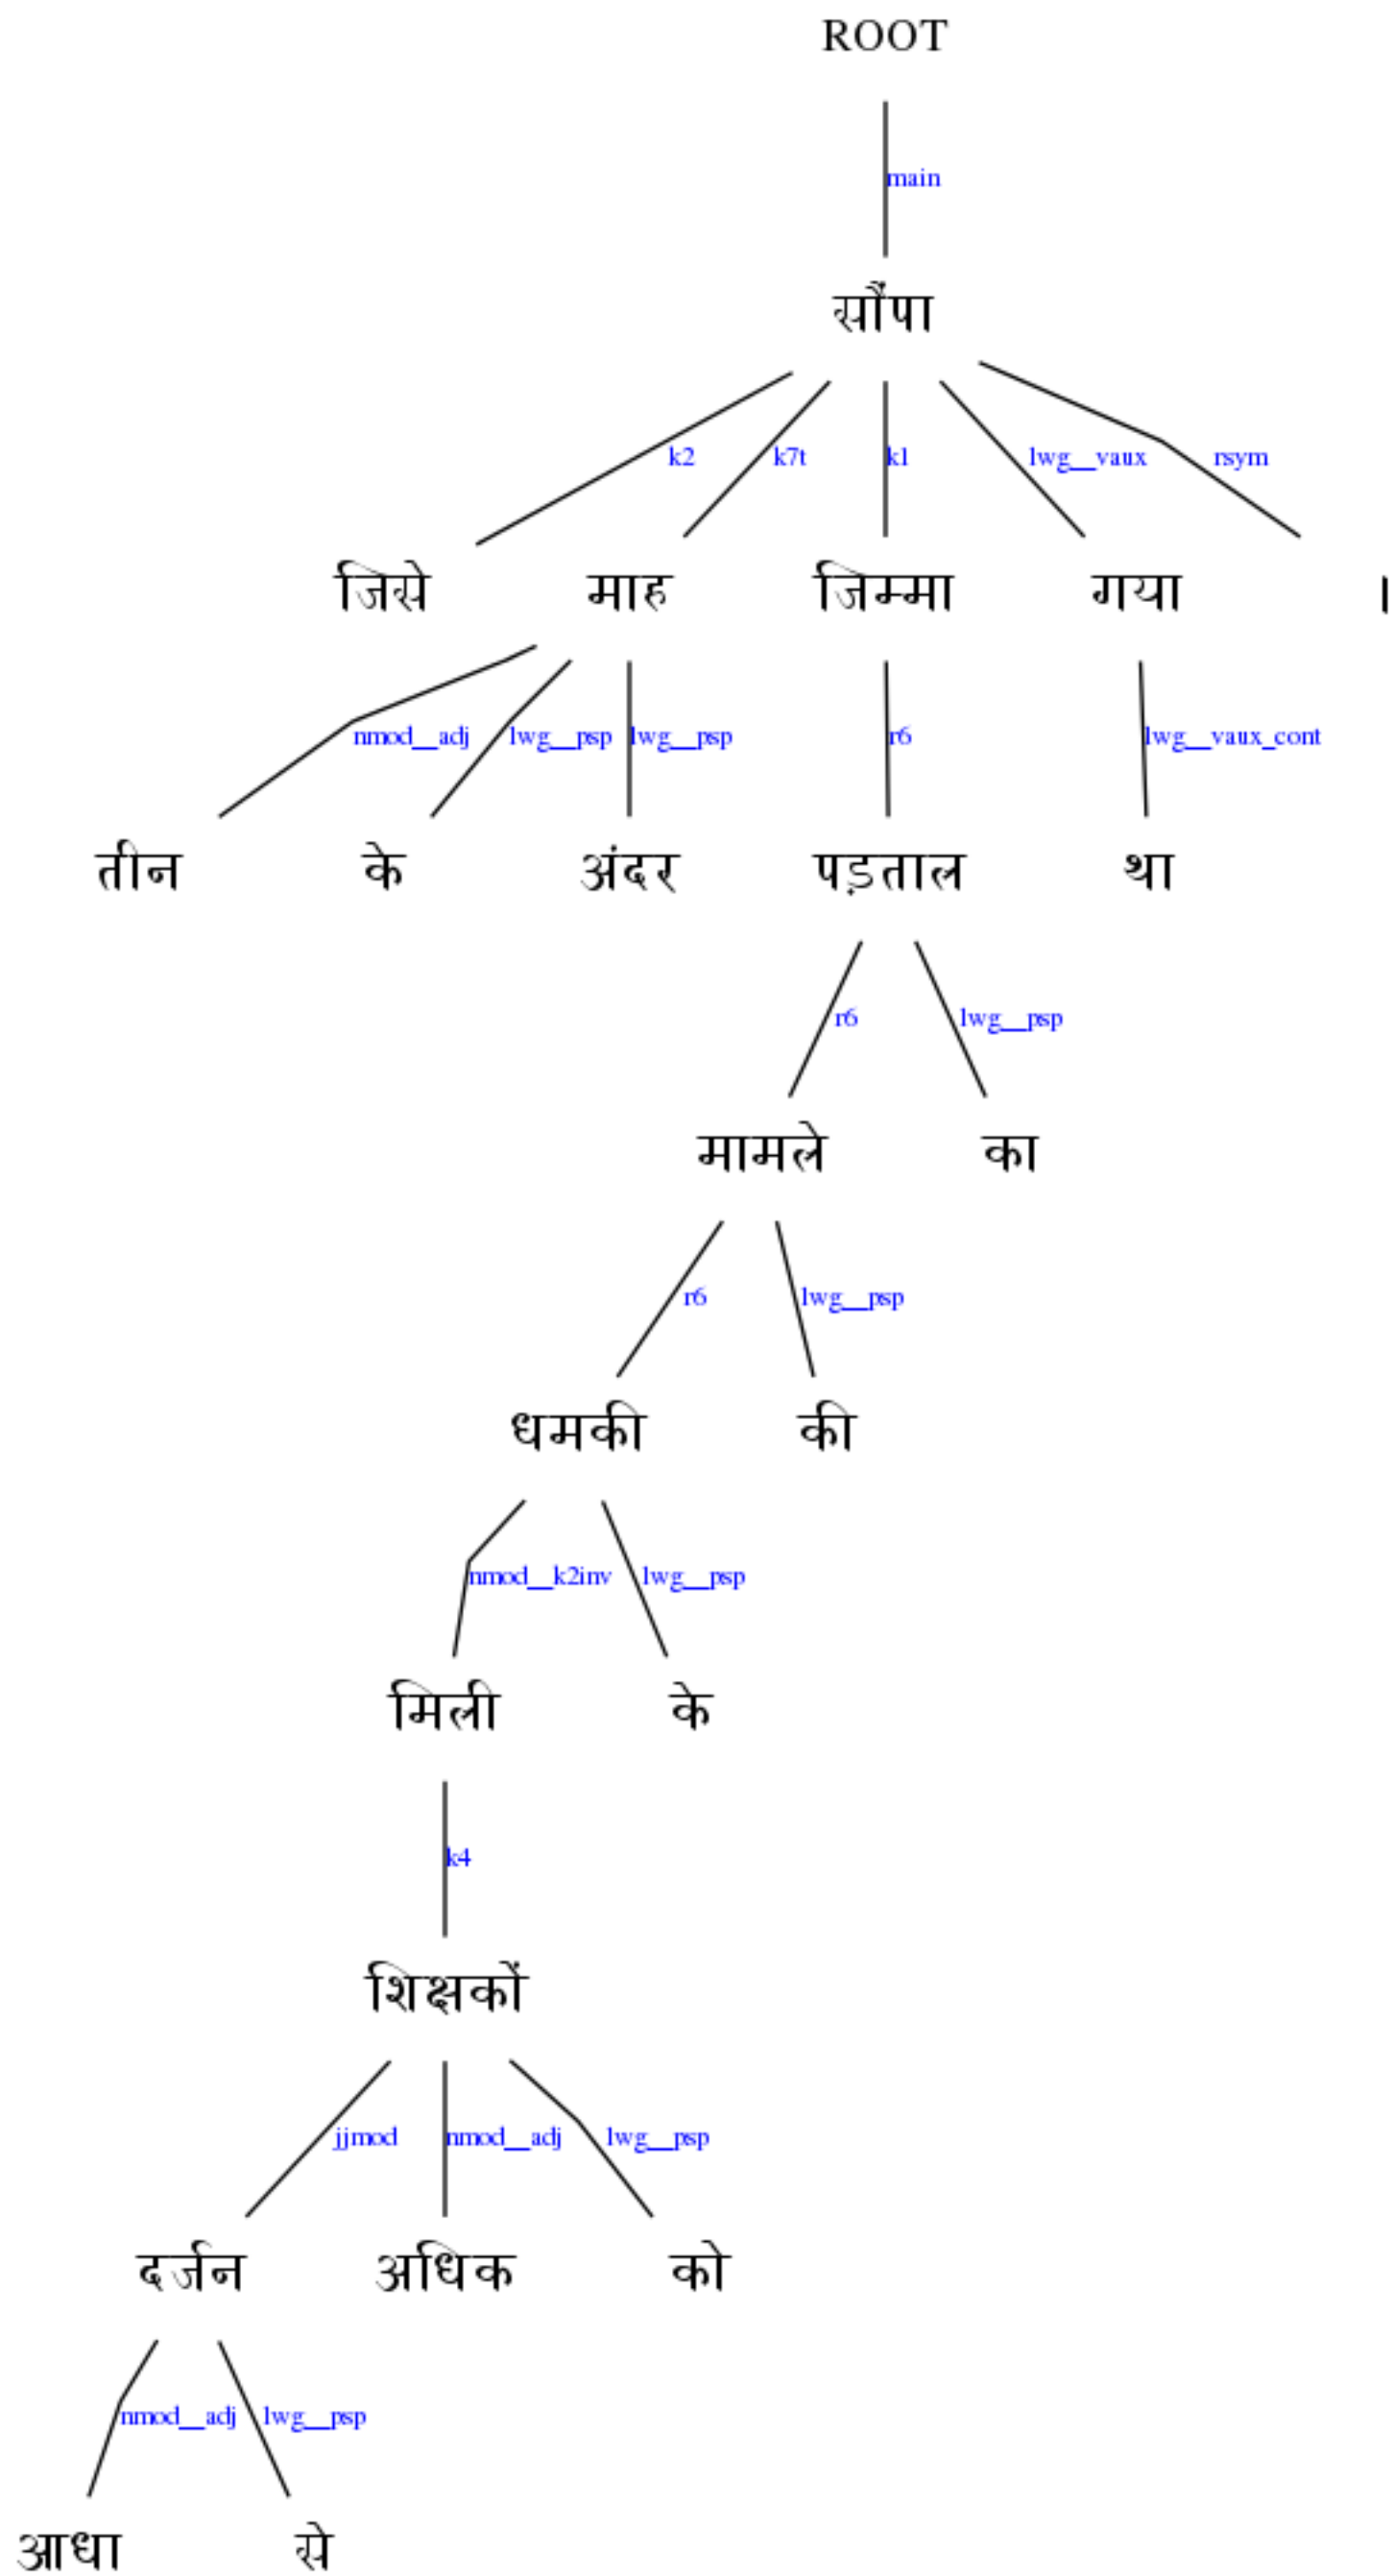 ROOT
main
सौंपा
k2 k7t k1 lwg__vaux rsym
जिसे माह जिम्मा गया ।
nmod__adj lwg__psp lwg__psp r6 lwg__vaux_cont
तीन के अंदर पड़ताल था
r6 lwg__psp
मामले का
r6 lwg__psp
धमकी की
nmod__k2inv lwg__psp
मिली के
k4
शिक्षकों
jjmod nmod__adj lwg__psp
दर्जन अधिक को
nmod__adj lwg__psp
आधा से